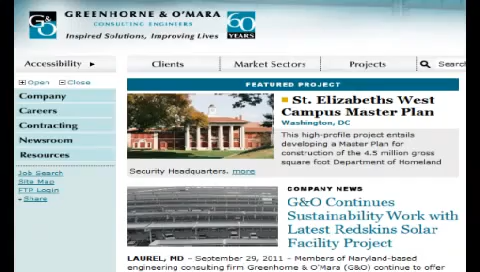 GREENHORNE & O'MARA
CONSULTING ENGINEERS
Inspired Solutions, Improving Lives
G&O
60
YEARS
Accessibility
Clients
Market Sectors
Projects
Search
Open
Close
Company
Careers
Contracting
Newsroom
Resources
Job Search
Site Map
FTP Login
Share
FEATURED PROJECT
St. Elizabeths West
Campus Master Plan
Washington, DC
This high-profile project entails
developing a Master Plan for
construction of the 4.5 million gross
square foot Department of Homeland
Security Headquarters. more
COMPANY NEWS
G&O Continues
Sustainability Work with
Latest Redskins Solar
Facility Project
LAUREL, MD – September 29, 2011 – Members of Maryland-based
engineering consulting firm Greenhorne & O'Mara (G&O) continue to offer